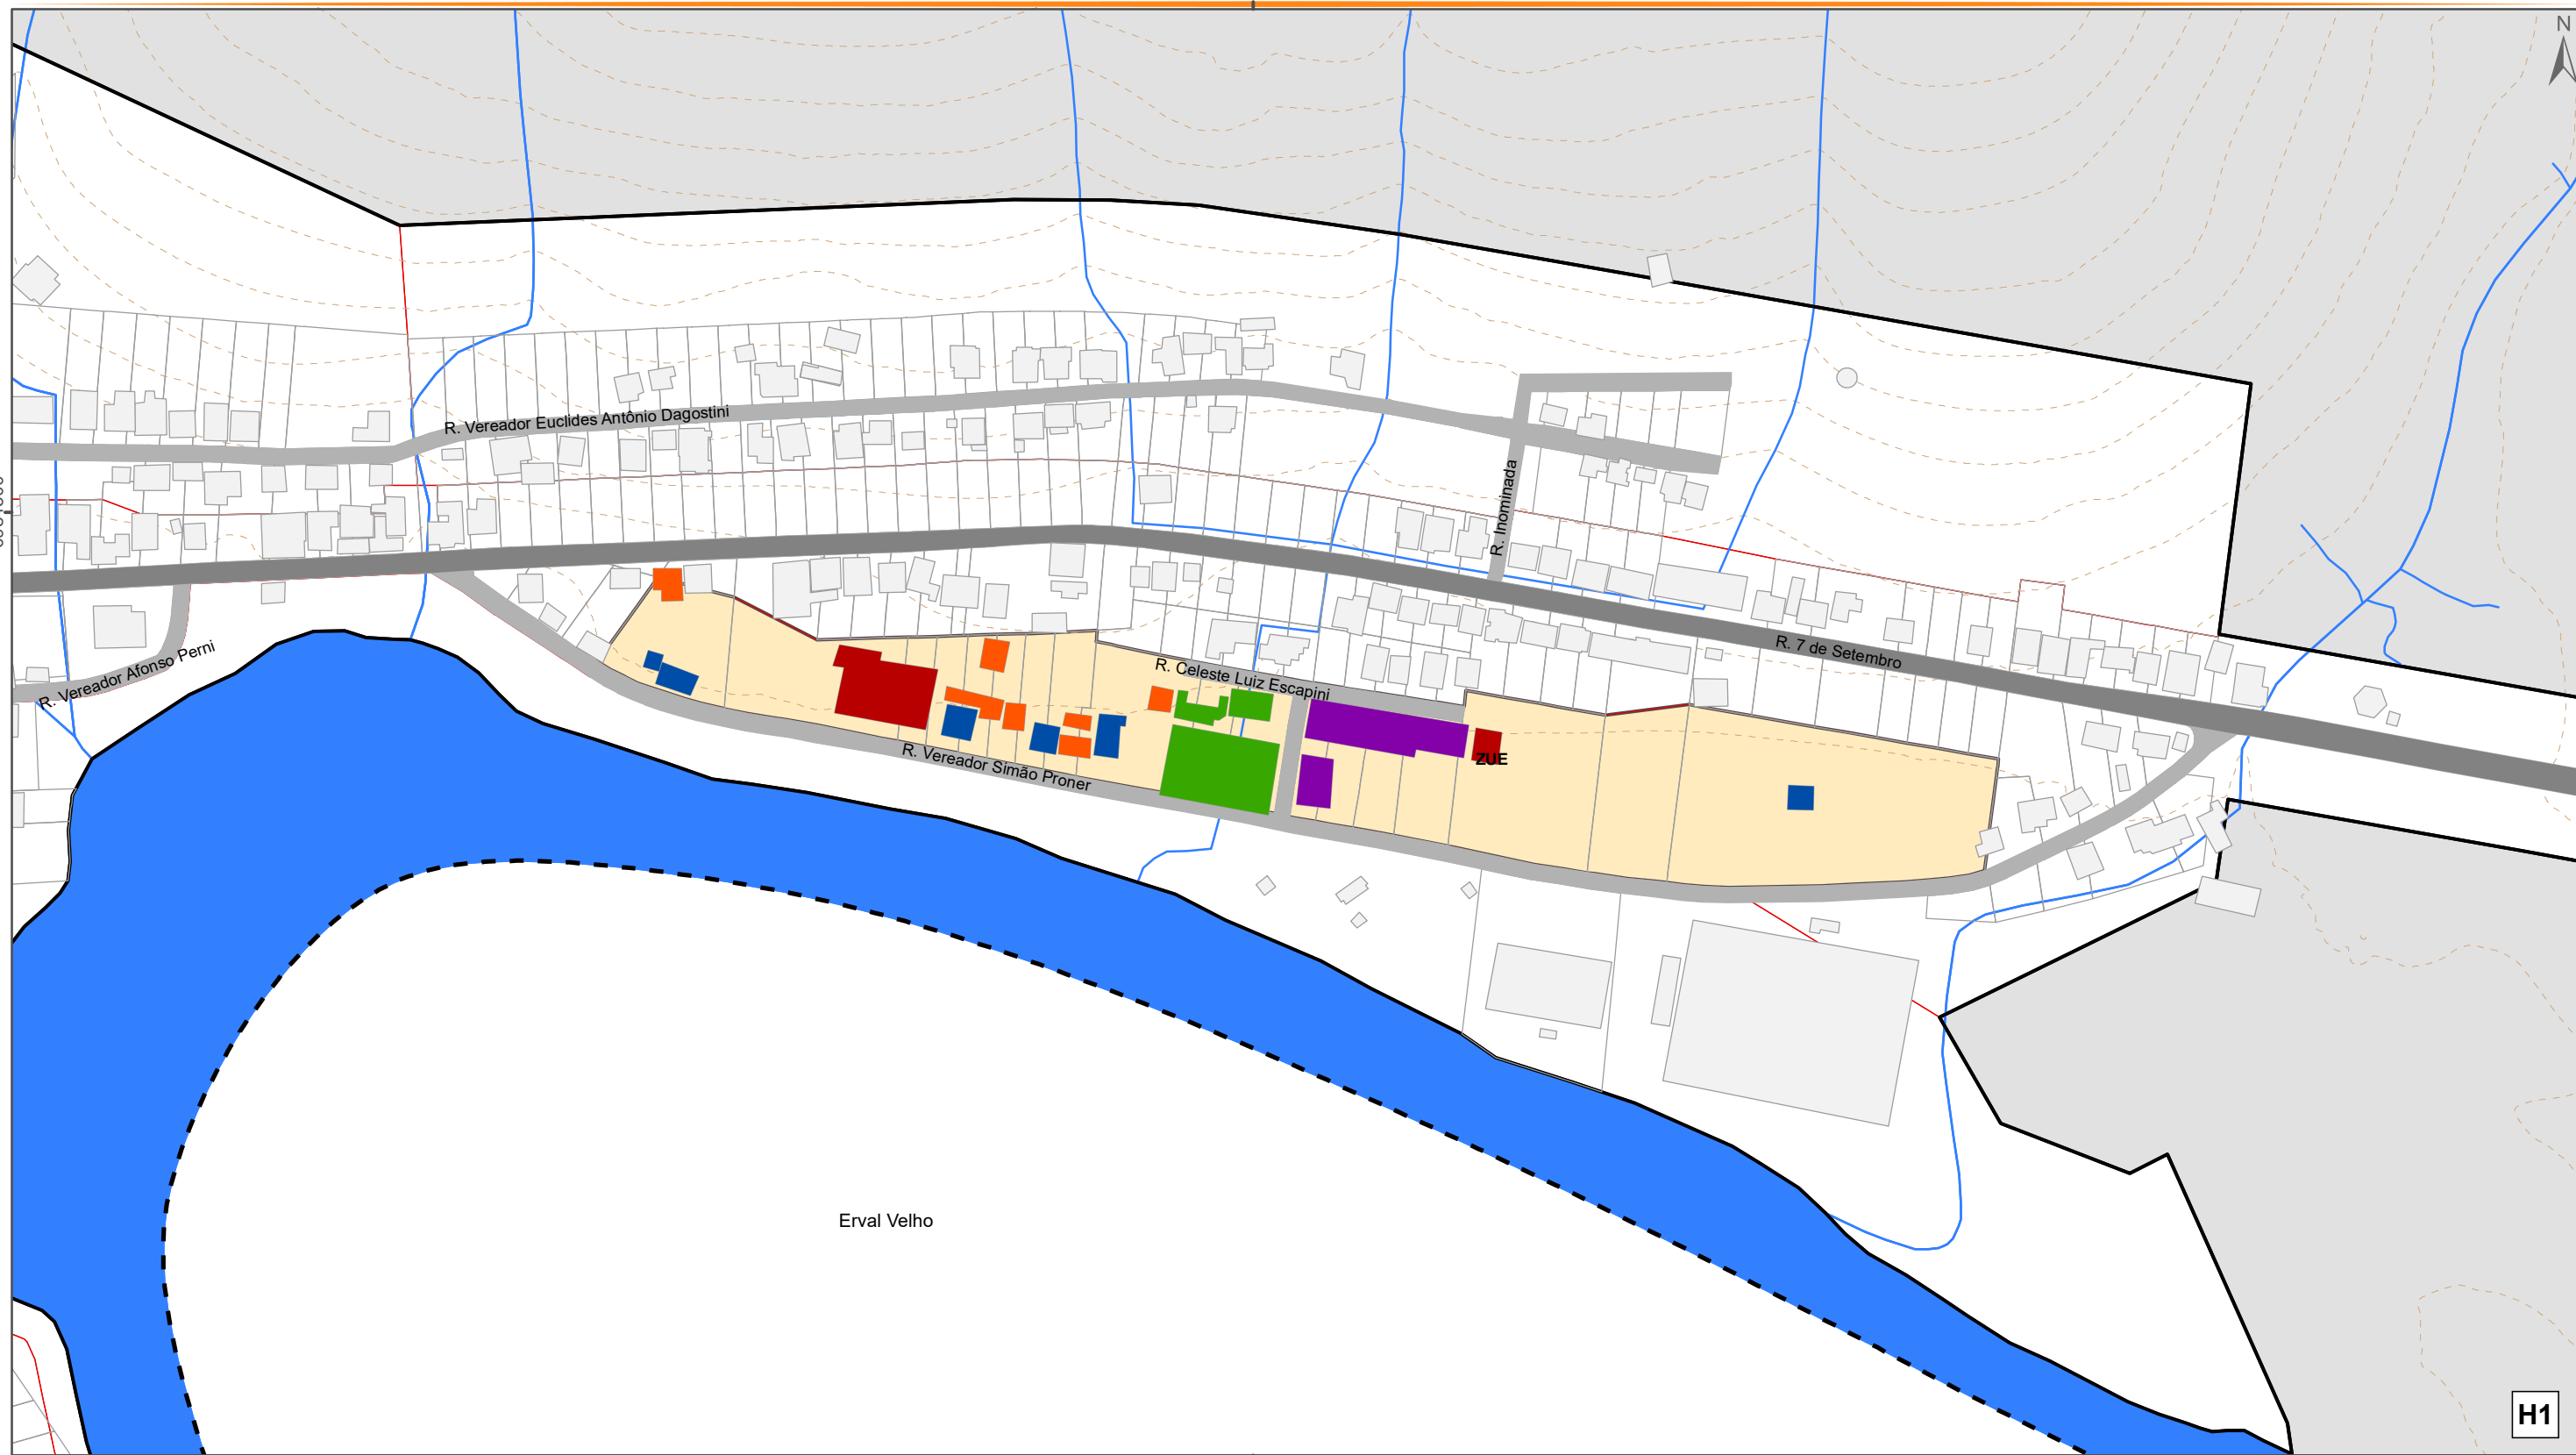 N
R. Vereador Euclides Antônio Dagostini
R. Inominada
R. 7 de Setembro
R. Vereador Afonso Perni
R. Celeste Luiz Escapini
R. Vereador Simão Proner
ZUE
Erval Velho
H1